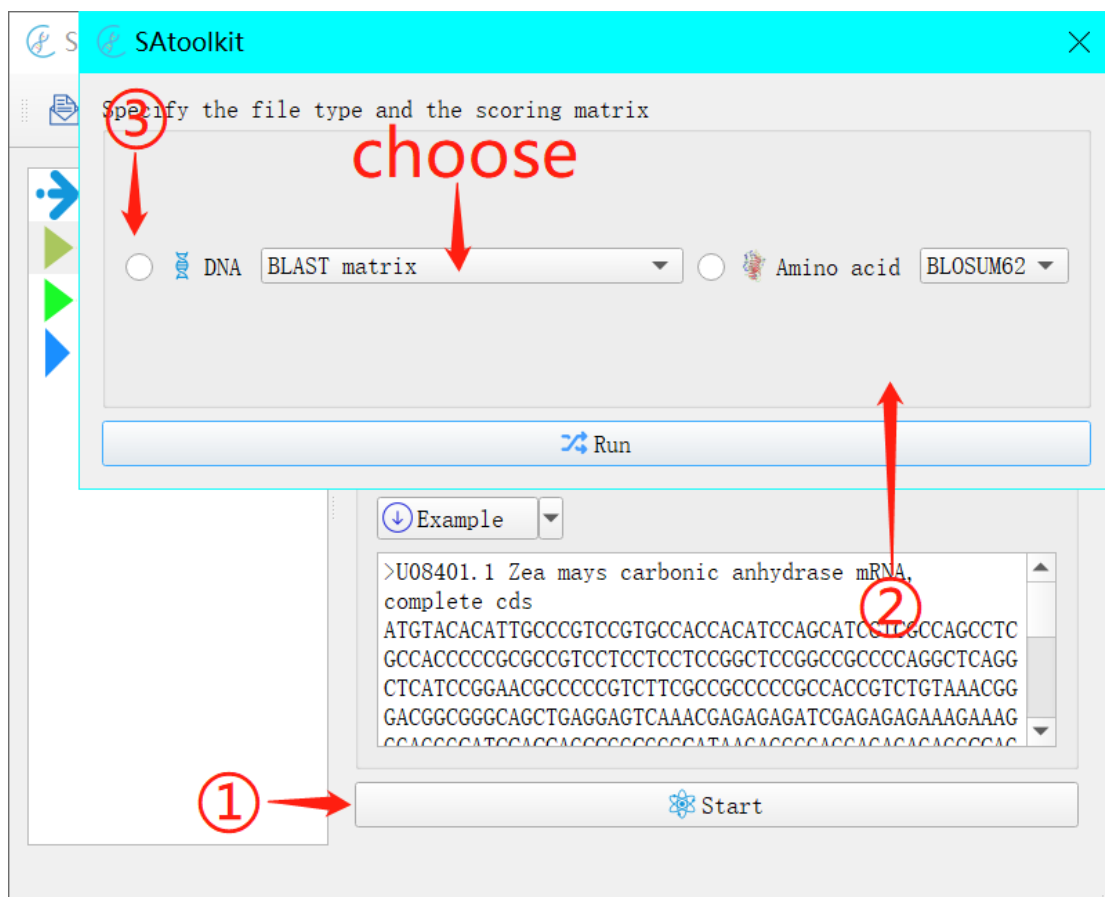 S
SAtoolkit
Specify the file type and the scoring matrix
③
choose
DNA
BLAST matrix
Amino acid
BLOSUM62
Run
Example
>U08401.1 Zea mays carbonic anhydrase mRNA,
complete cds
②
ATGTACACATTGCCCGTCCGTGCCACCACATCCAGCATCGTCGCCAGCCTC
GCCACCCCCGCGCCGTCCTCCTCCTCCGGCTCCGGCCGCCCCAGGCTCAGG
CTCATCCGGAACGCCCCCGTCTTCGCCGCCCCCGCCACCGTCTGTAAACGG
GACGGCGGGCAGCTGAGGAGTCAAACGAGAGAGATCGAGAGAGAAAGAAAG
①
Start